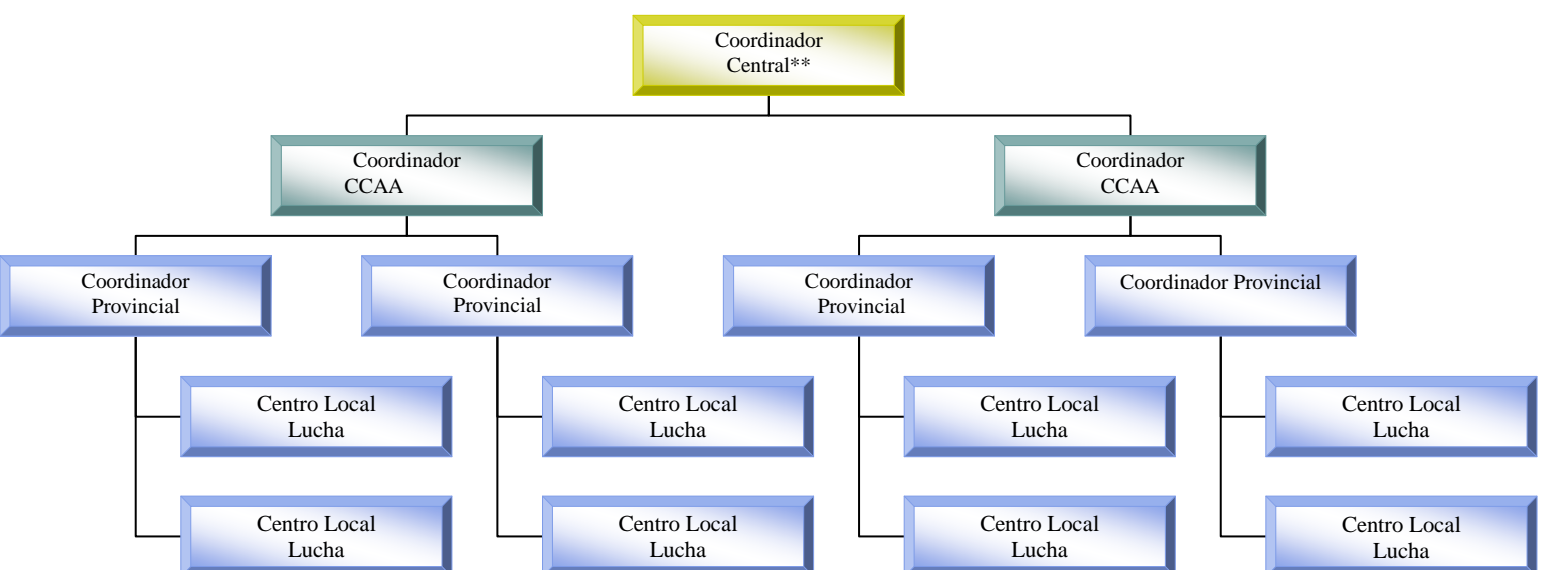 Coordinador
Central**
Coordinador
CCAA
Coordinador
CCAA
Coordinador
Provincial
Coordinador
Provincial
Coordinador
Provincial
Coordinador Provincial
Centro Local
Lucha
Centro Local
Lucha
Centro Local
Lucha
Centro Local
Lucha
Centro Local
Lucha
Centro Local
Lucha
Centro Local
Lucha
Centro Local
Lucha